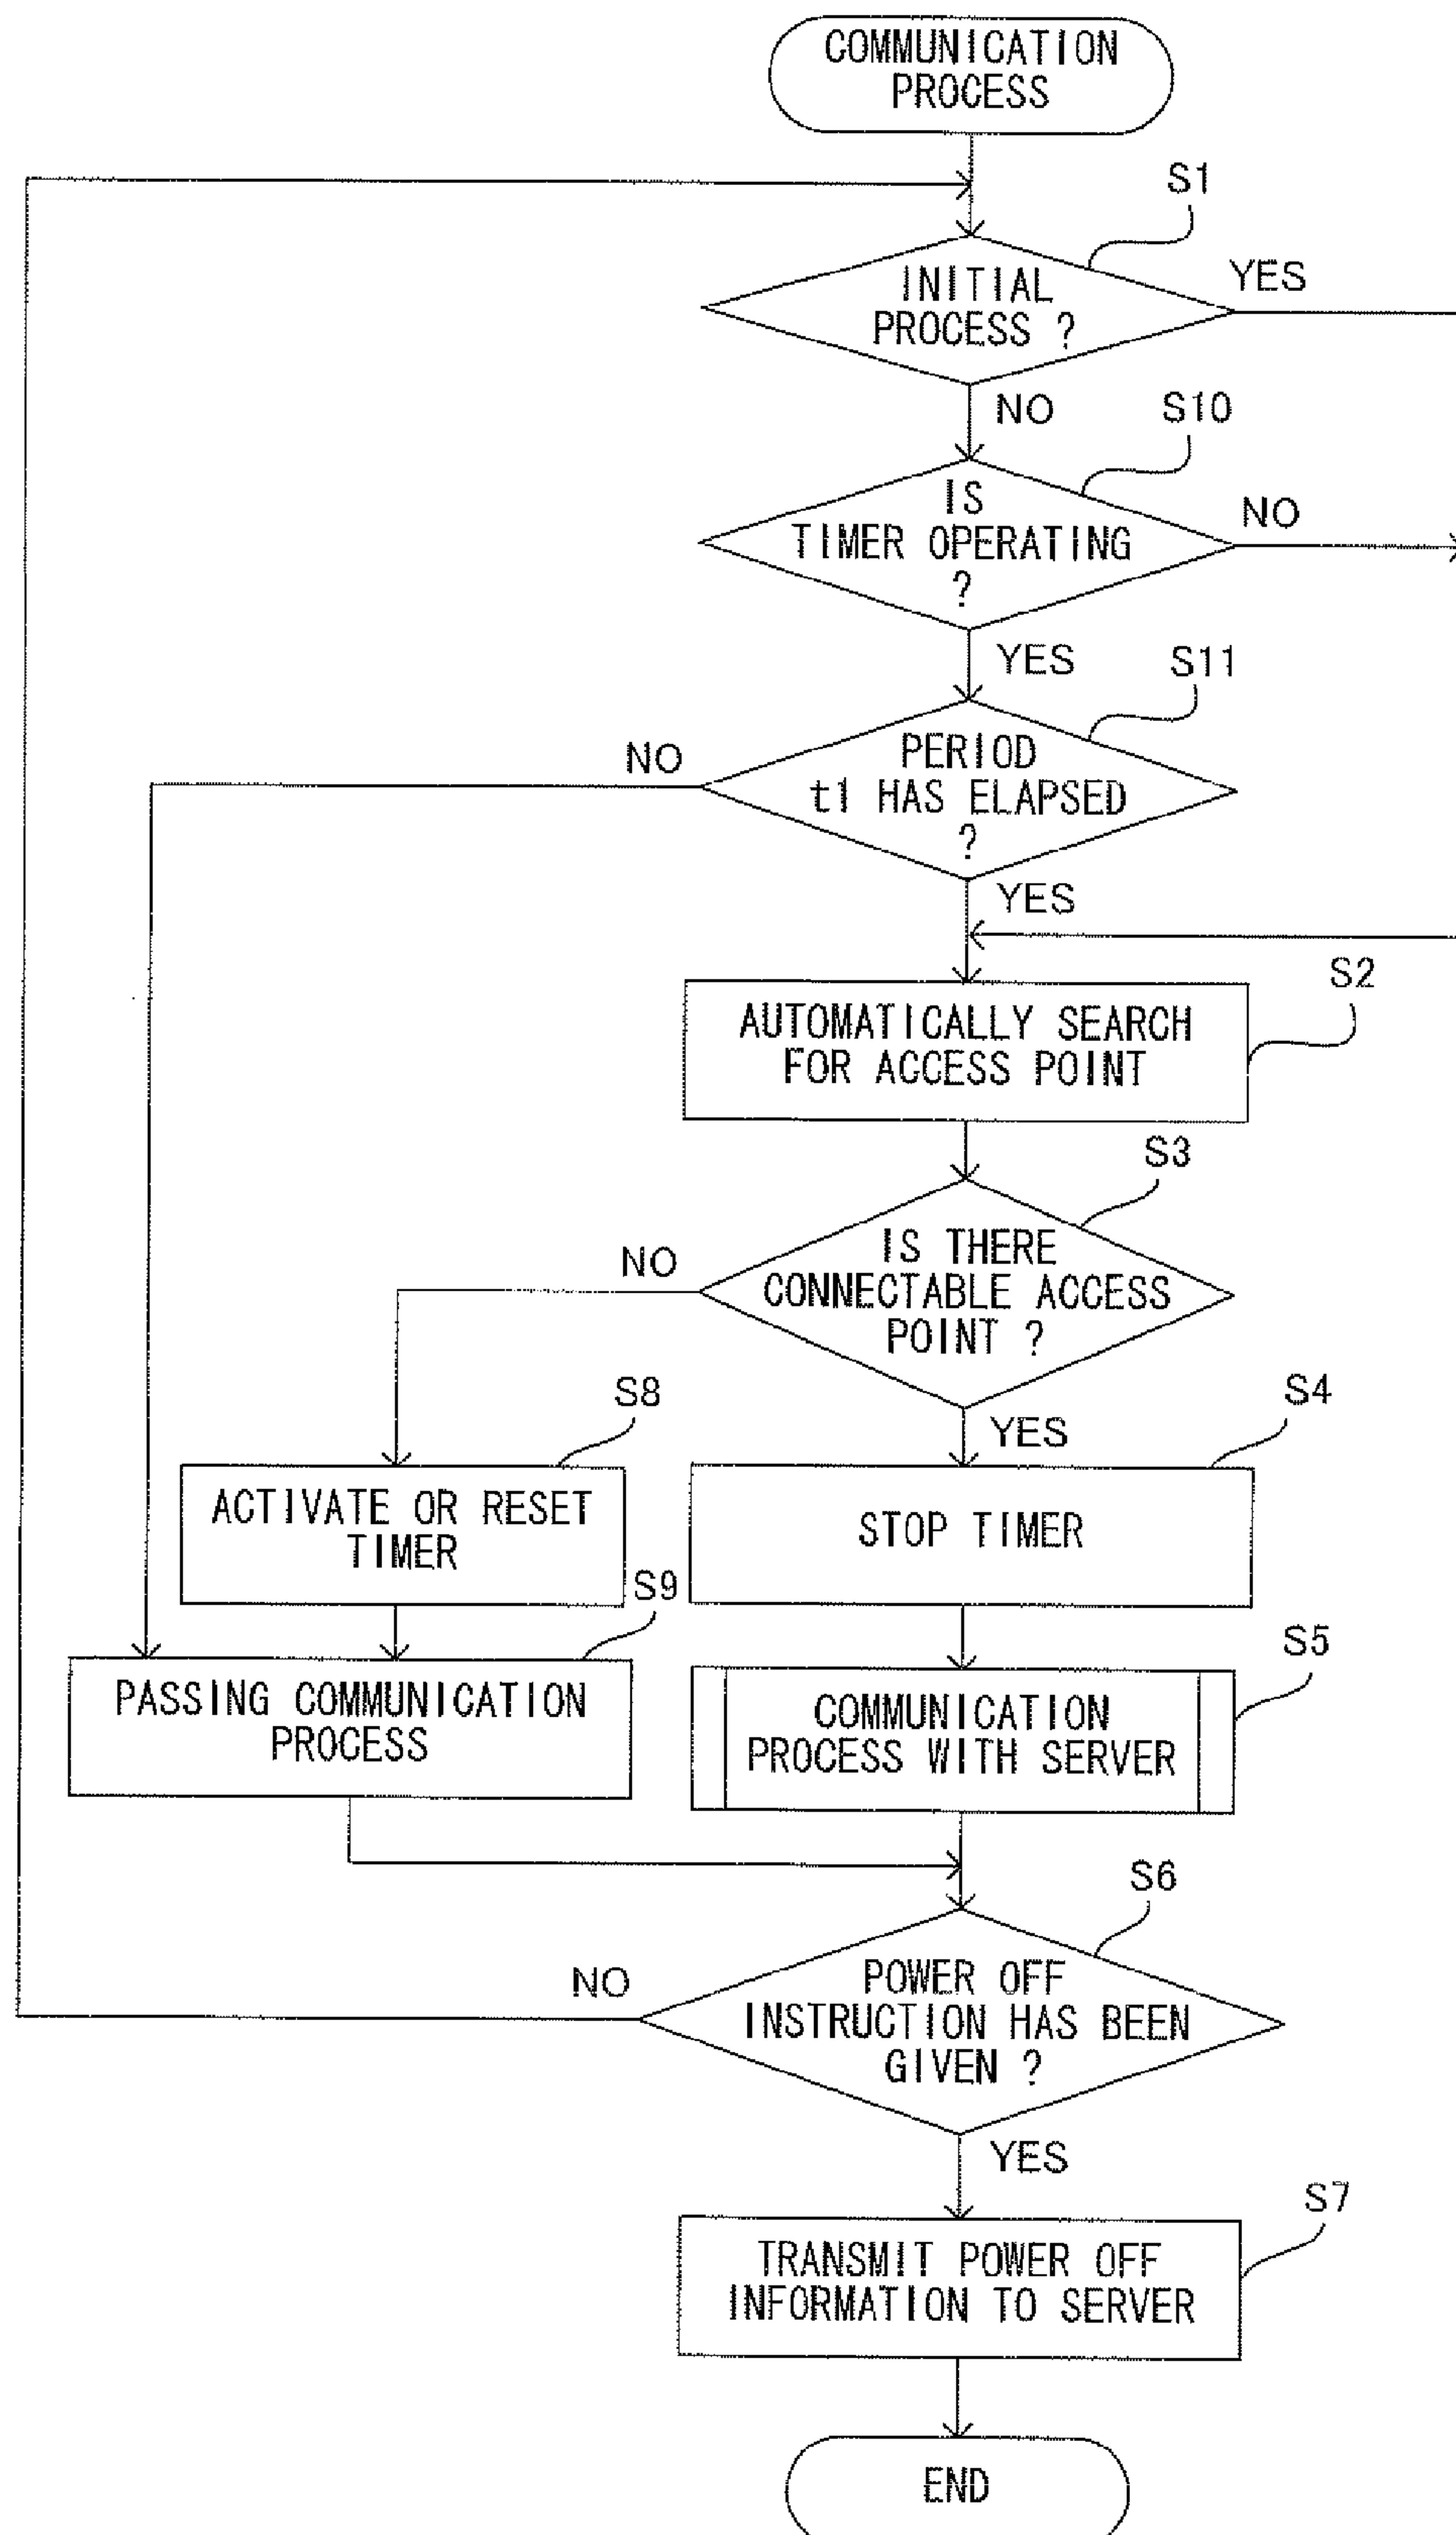 COMMUNICATION
PROCESS
S1
INITIAL
PROCESS ?
YES
NO
S10
IS
TIMER OPERATING
?
NO
YES
S11
PERIOD
t1 HAS ELAPSED
?
NO
YES
S2
AUTOMATICALLY SEARCH
FOR ACCESS POINT
S3
IS THERE
CONNECTABLE ACCESS
POINT ?
NO
YES
S8
ACTIVATE OR RESET
TIMER
S4
STOP TIMER
S9
PASSING COMMUNICATION
PROCESS
S5
COMMUNICATION
PROCESS WITH SERVER
S6
POWER OFF
INSTRUCTION HAS BEEN
GIVEN ?
NO
YES
S7
TRANSMIT POWER OFF
INFORMATION TO SERVER
END